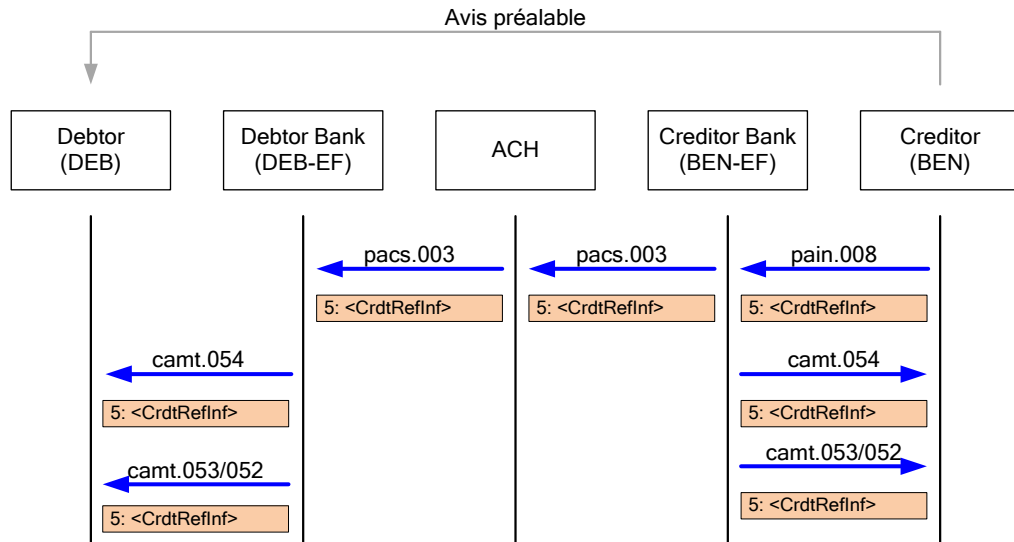 Avis préalable
Debtor
(DEB)
Debtor Bank
(DEB-EF)
ACH
Creditor Bank
(BEN-EF)
Creditor
(BEN)
pacs.003
pacs.003
pain.008
5: <CrdtRefInf>
5: <CrdtRefInf>
5: <CrdtRefInf>
camt.054
camt.054
5: <CrdtRefInf>
5: <CrdtRefInf>
camt.053/052
camt.053/052
5: <CrdtRefInf>
5: <CrdtRefInf>